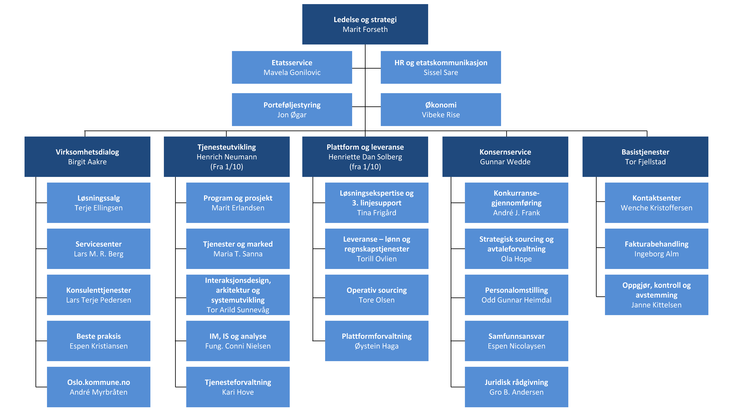 Ledelse og strategi
Marit Forseth
Etatsservice
Mavela Gonilovic
HR og etatskommunikasjon
Sissel Sare
Porteføljestyring
Jon Øgar
Økonomi
Vibeke Rise
Virksomhetsdialog
Birgit Aakre
Løsningssalg
Terje Ellingsen
Servicesenter
Lars M. R. Berg
Konsulenttjenester
Lars Terje Pedersen
Beste praksis
Espen Kristiansen
Oslo.kommune.no
André Myrbråten
Tjenesteutvikling
Henrich Neumann
(Fra 1/10)
Program og prosjekt
Marit Erlandsen
Tjenester og marked
Maria T. Sanna
Interaksjonsdesign,
arkitektur og
systemutvikling
Tor Arild Sunnevåg
IM, IS og analyse
Fung. Conni Nielsen
Tjenesteforvaltning
Kari Hove
Plattform og leveranse
Henriette Dan Solberg
(fra 1/10)
Løsningsekspertise og
3. linjesupport
Tina Frigård
Leveranse – lønn og
regnskapstjenester
Torill Ovlien
Operativ sourcing
Tore Olsen
Plattformforvaltning
Øystein Haga
Konsernservice
Gunnar Wedde
Konkurranse-
gjennomføring
André J. Frank
Strategisk sourcing og
avtaleforvaltning
Ola Hope
Personalomstilling
Odd Gunnar Heimdal
Samfunnsansvar
Espen Nicolaysen
Juridisk rådgivning
Gro B. Andersen
Basistjenester
Tor Fjellstad
Kontaktsenter
Wenche Kristoffersen
Fakturabehandling
Ingeborg Alm
Oppgjør, kontroll og
avstemming
Janne Kittelsen